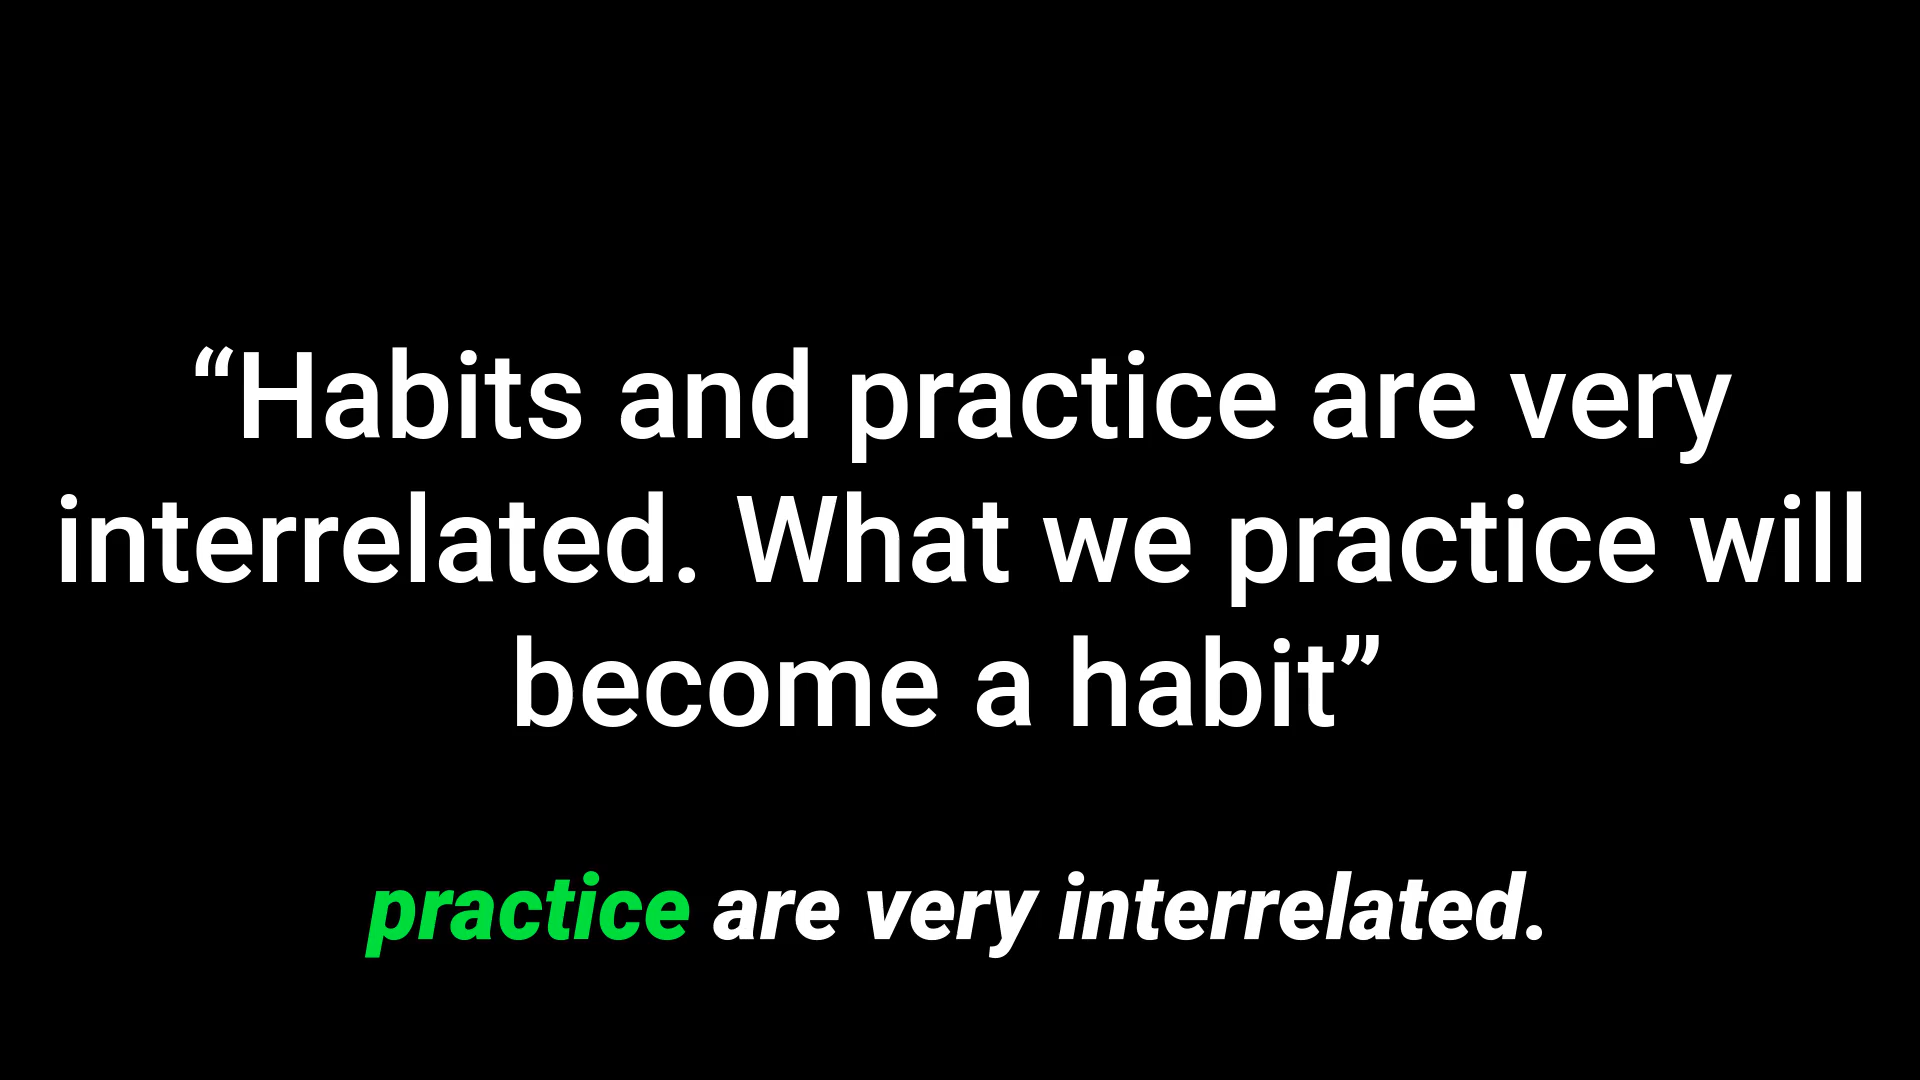 “Habits and practice are very
interrelated. What we practice will
become a habit”
practice are very interrelated.